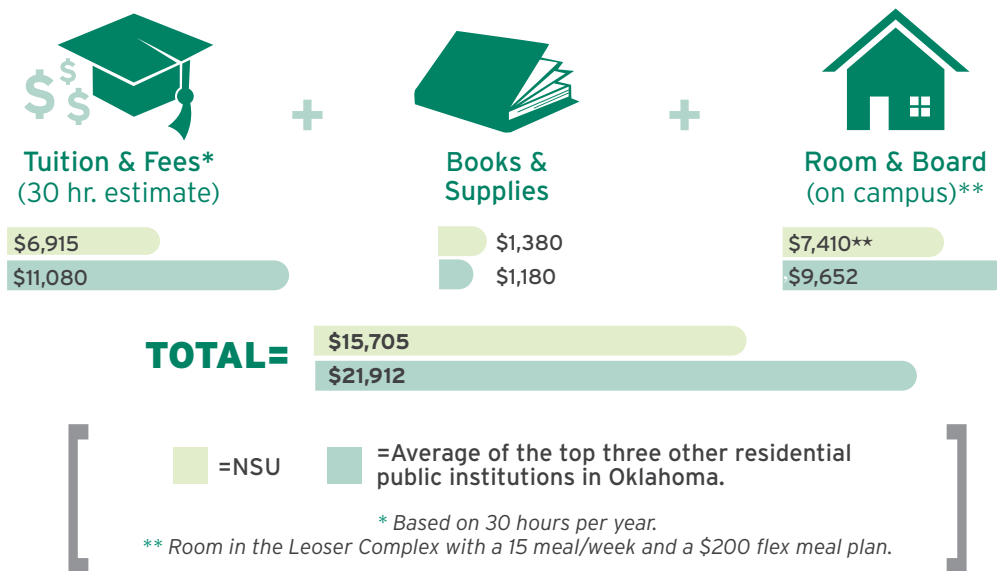 $ $ $
+
+
Tuition & Fees*
(30 hr. estimate)
$6,915
$11,080
Books &
Supplies
$1,380
$1,180
Room & Board
(on campus)**
$7,410**
$9,652
TOTAL=
$15,705
$21,912
=NSU
=Average of the top three other residential
public institutions in Oklahoma.
* Based on 30 hours per year.
** Room in the Leoser Complex with a 15 meal/week and a $200 flex meal plan.